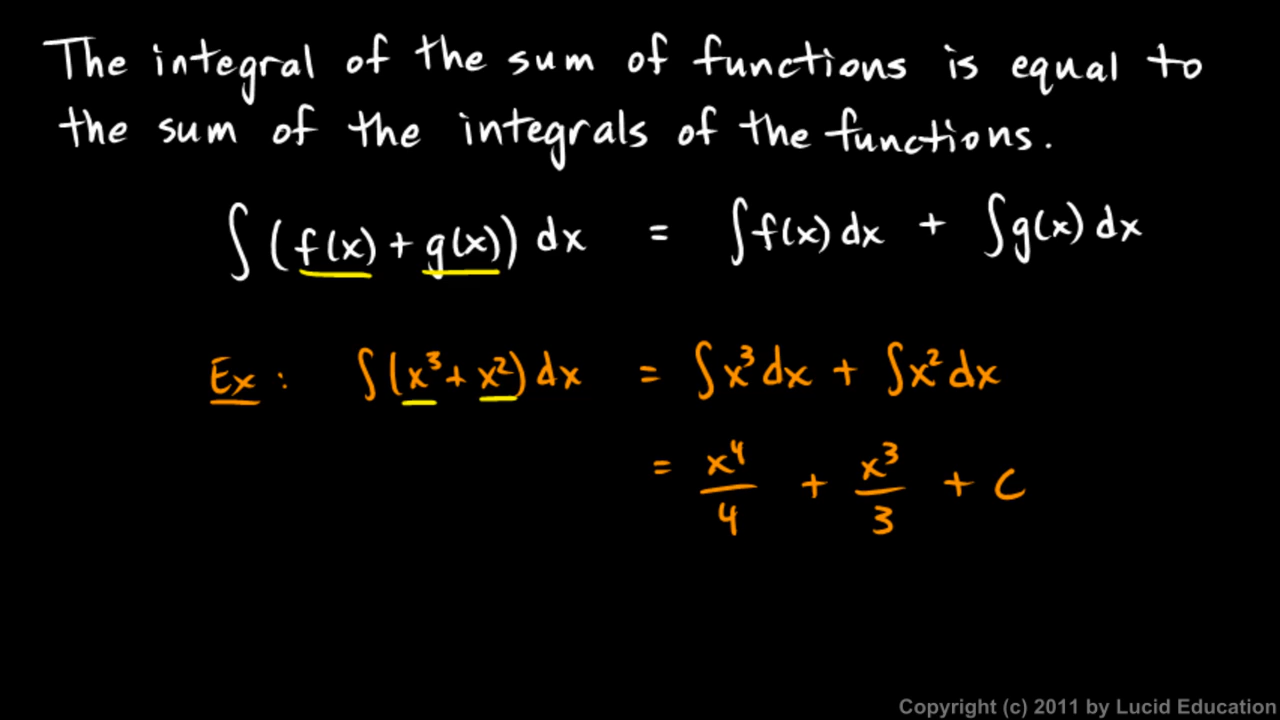 The integral of the sum of functions is equal to
the sum of the integrals of the functions.
∫(f(x) + g(x)) dx = ∫f(x) dx + ∫g(x) dx
Ex: ∫(x³ + x²) dx = ∫x³ dx + ∫x² dx
= x⁴/4 + x³/3 + C
Copyright (c) 2011 by Lucid Education